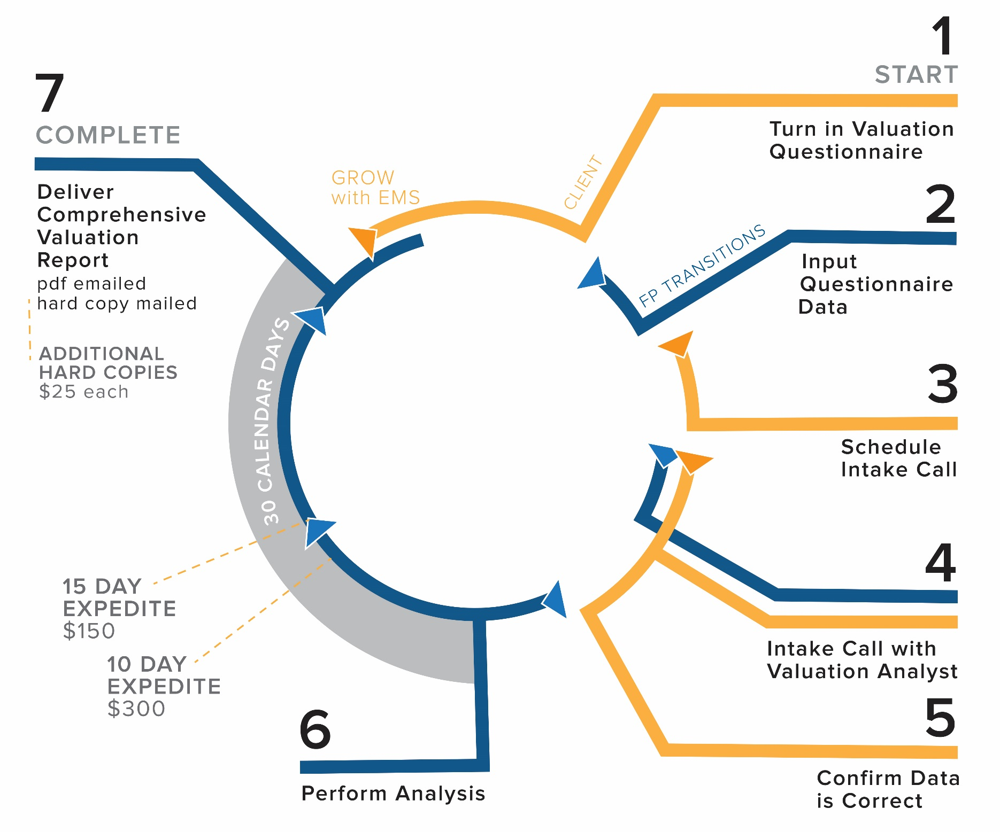 1
START
Turn in Valuation
Questionnaire
CLIENT
2
FP TRANSITIONS
Input
Questionnaire
Data
3
Schedule
Intake Call
4
Intake Call with
Valuation Analyst
5
Confirm Data
is Correct
6
Perform Analysis
30 CALENDAR DAYS
15 DAY
EXPEDITE
$150
10 DAY
EXPEDITE
$300
7
COMPLETE
Deliver
Comprehensive
Valuation
Report
pdf emailed
hard copy mailed
ADDITIONAL
HARD COPIES
$25 each
GROW
with EMS